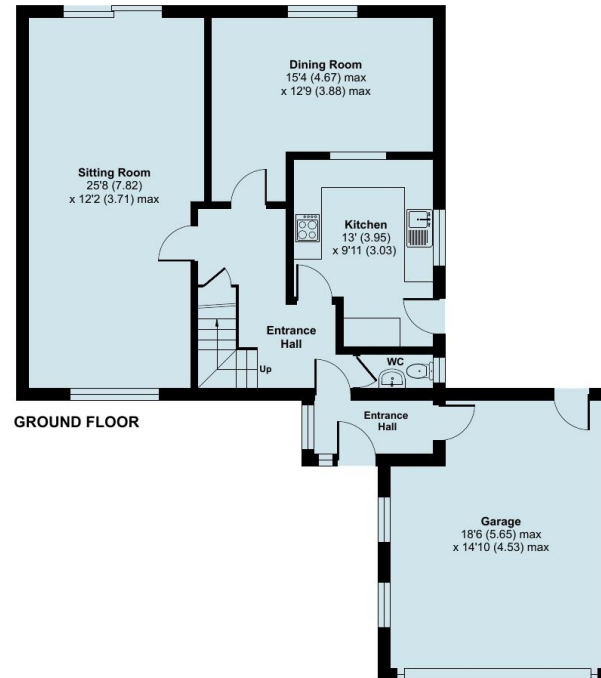 Dining Room
15'4 (4.67) max
x 12'9 (3.88) max
Sitting Room
25'8 (7.82)
x 12'2 (3.71) max
Kitchen
13' (3.95)
x 9'11 (3.03)
Entrance
Hall
Up
WC
GROUND FLOOR
Entrance
Hall
Garage
18'6 (5.65) max
x 14'10 (4.53) max